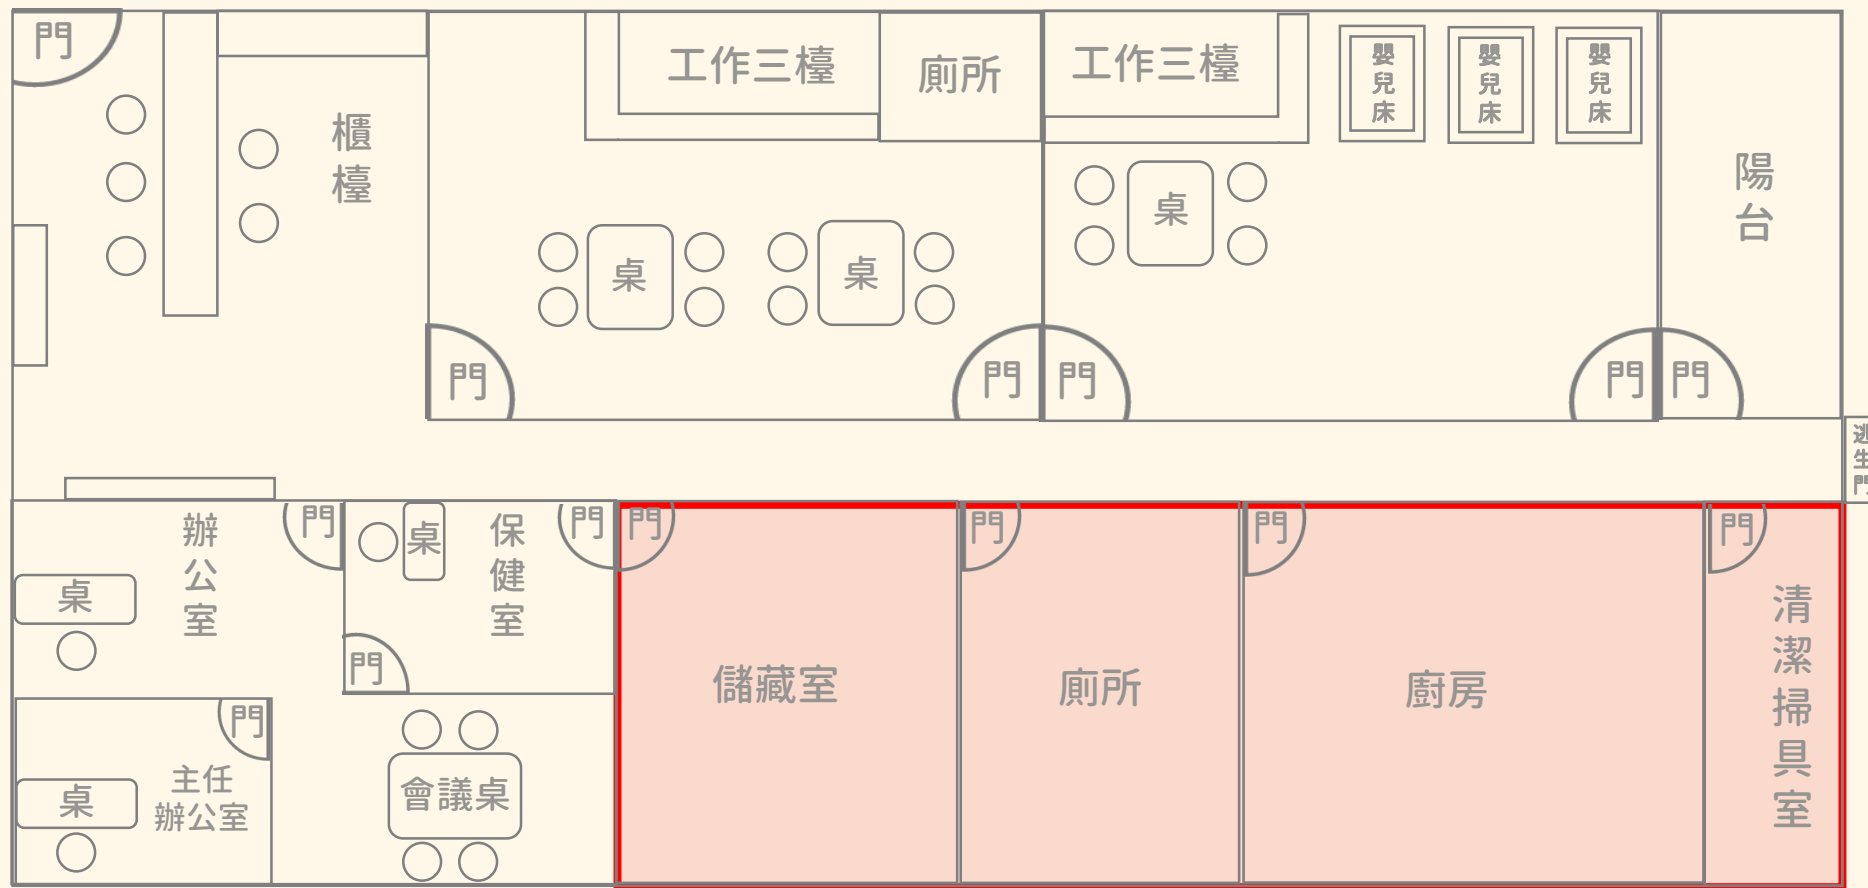 門
櫃檯
工作三檯
廁所
工作三檯
嬰兒床
嬰兒床
嬰兒床
陽台
桌
桌
桌
門
門
門
門
門
逃生門
辦公室
門
桌
保健室
門
門
門
門
門
桌
門
儲藏室
廁所
廚房
清潔掃具室
門
主任
辦公室
桌
會議桌